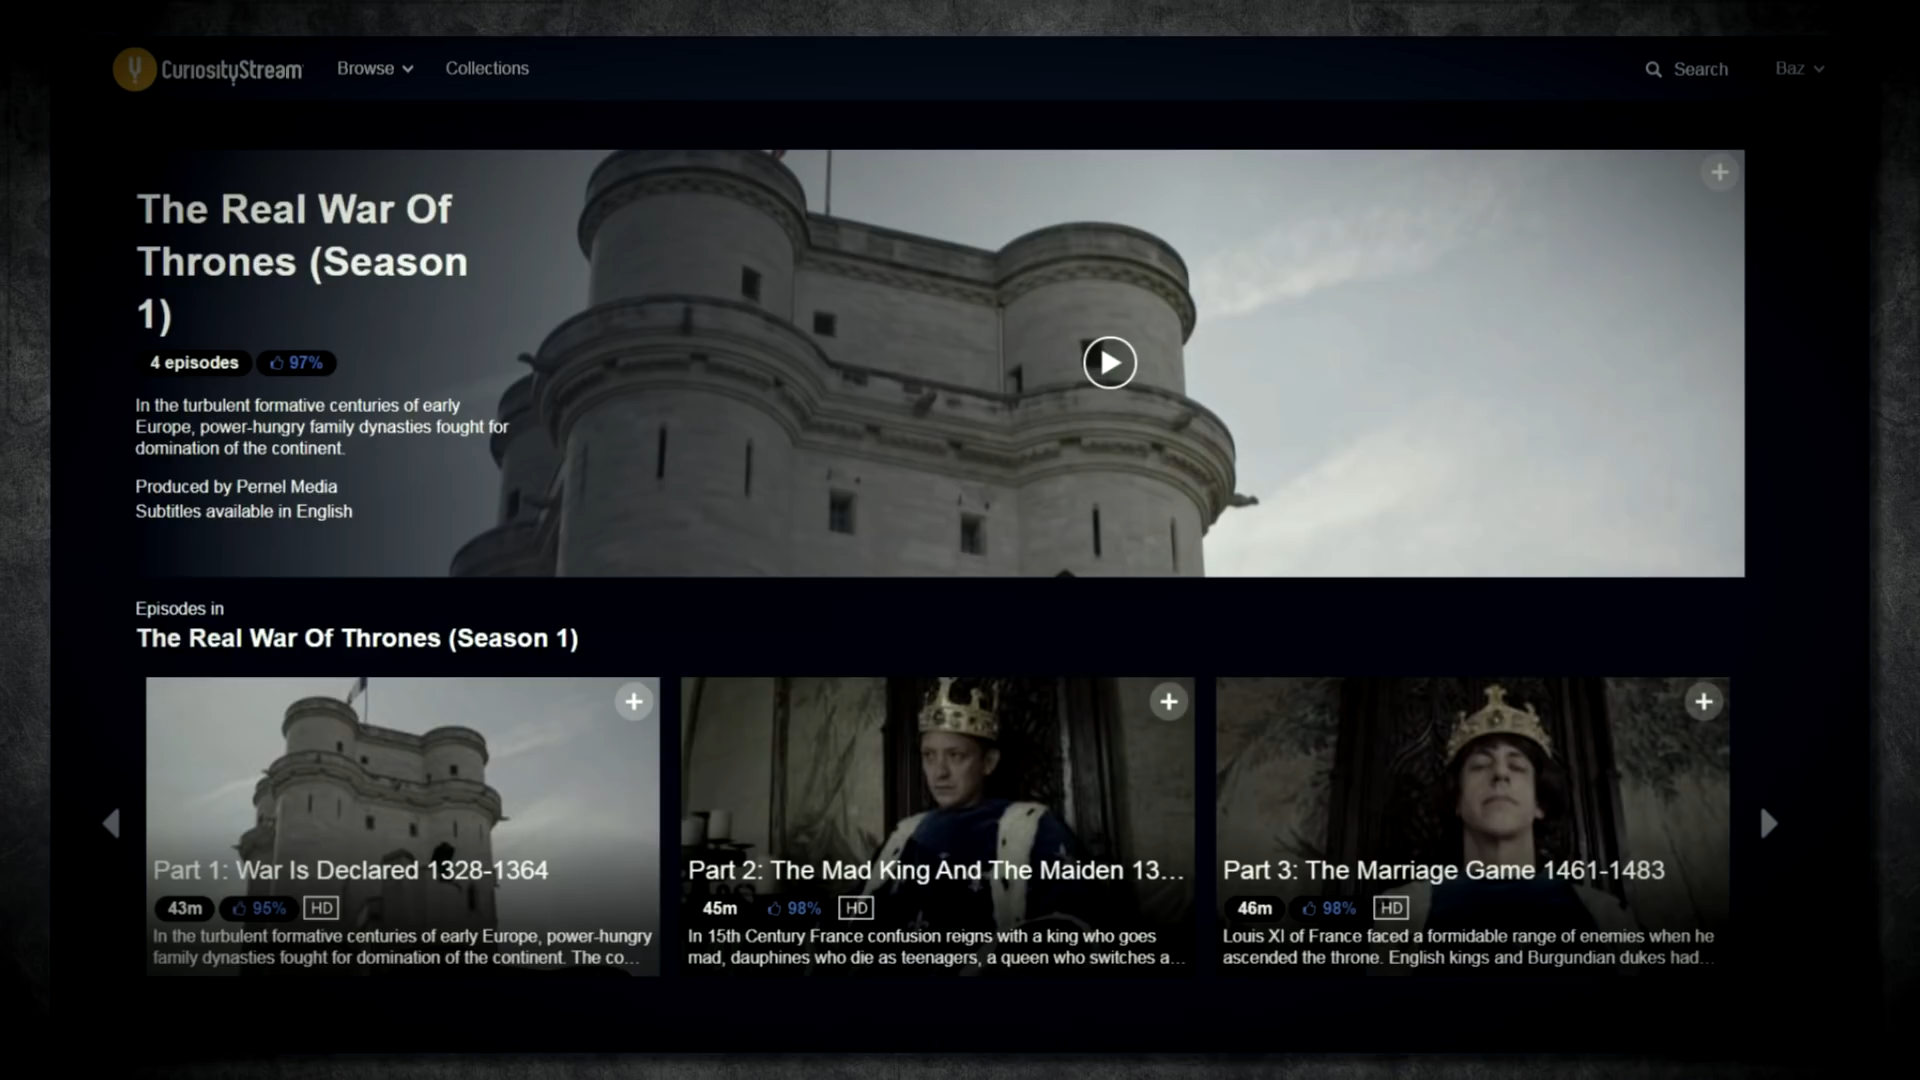 CuriosityStream
Browse
Collections
Search
Baz
The Real War Of
Thrones (Season
1)
4 episodes
97%
In the turbulent formative centuries of early
Europe, power-hungry family dynasties fought for
domination of the continent.
Produced by Pernel Media
Subtitles available in English
Episodes in
The Real War Of Thrones (Season 1)
Part 1: War Is Declared 1328-1364
43m 95% HD
In the turbulent formative centuries of early Europe, power-hungry
family dynasties fought for domination of the continent. The co...
Part 2: The Mad King And The Maiden 13...
45m 98% HD
In 15th Century France confusion reigns with a king who goes
mad, dauphines who die as teenagers, a queen who switches a...
Part 3: The Marriage Game 1461-1483
46m 98% HD
Louis XI of France faced a formidable range of enemies when he
ascended the throne. English kings and Burgundian dukes had...